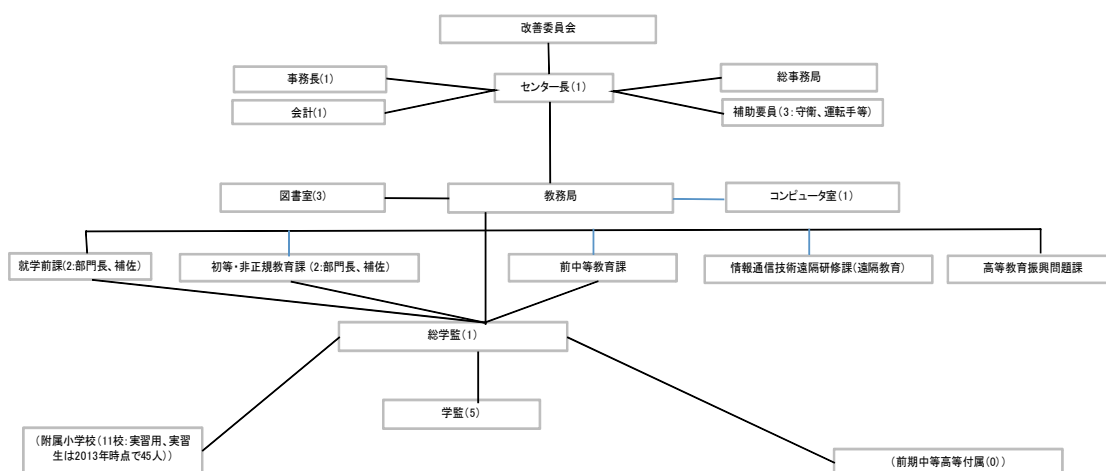 改善委員会
事務長(1)
センター長(1)
総事務局
会計(1)
補助要員(3:守衛、運転手等)
図書室(3)
教務局
コンピュータ室(1)
就学前課(2:部門長、補佐)
初等・非正規教育課(2:部門長、補佐)
前中等教育課
情報通信技術遠隔研修課(遠隔教育)
高等教育振興問題課
総学監(1)
学監(5)
(附属小学校(11校:実習用、実習
生は2013年時点で45人))
(前期中等高等付属(0))